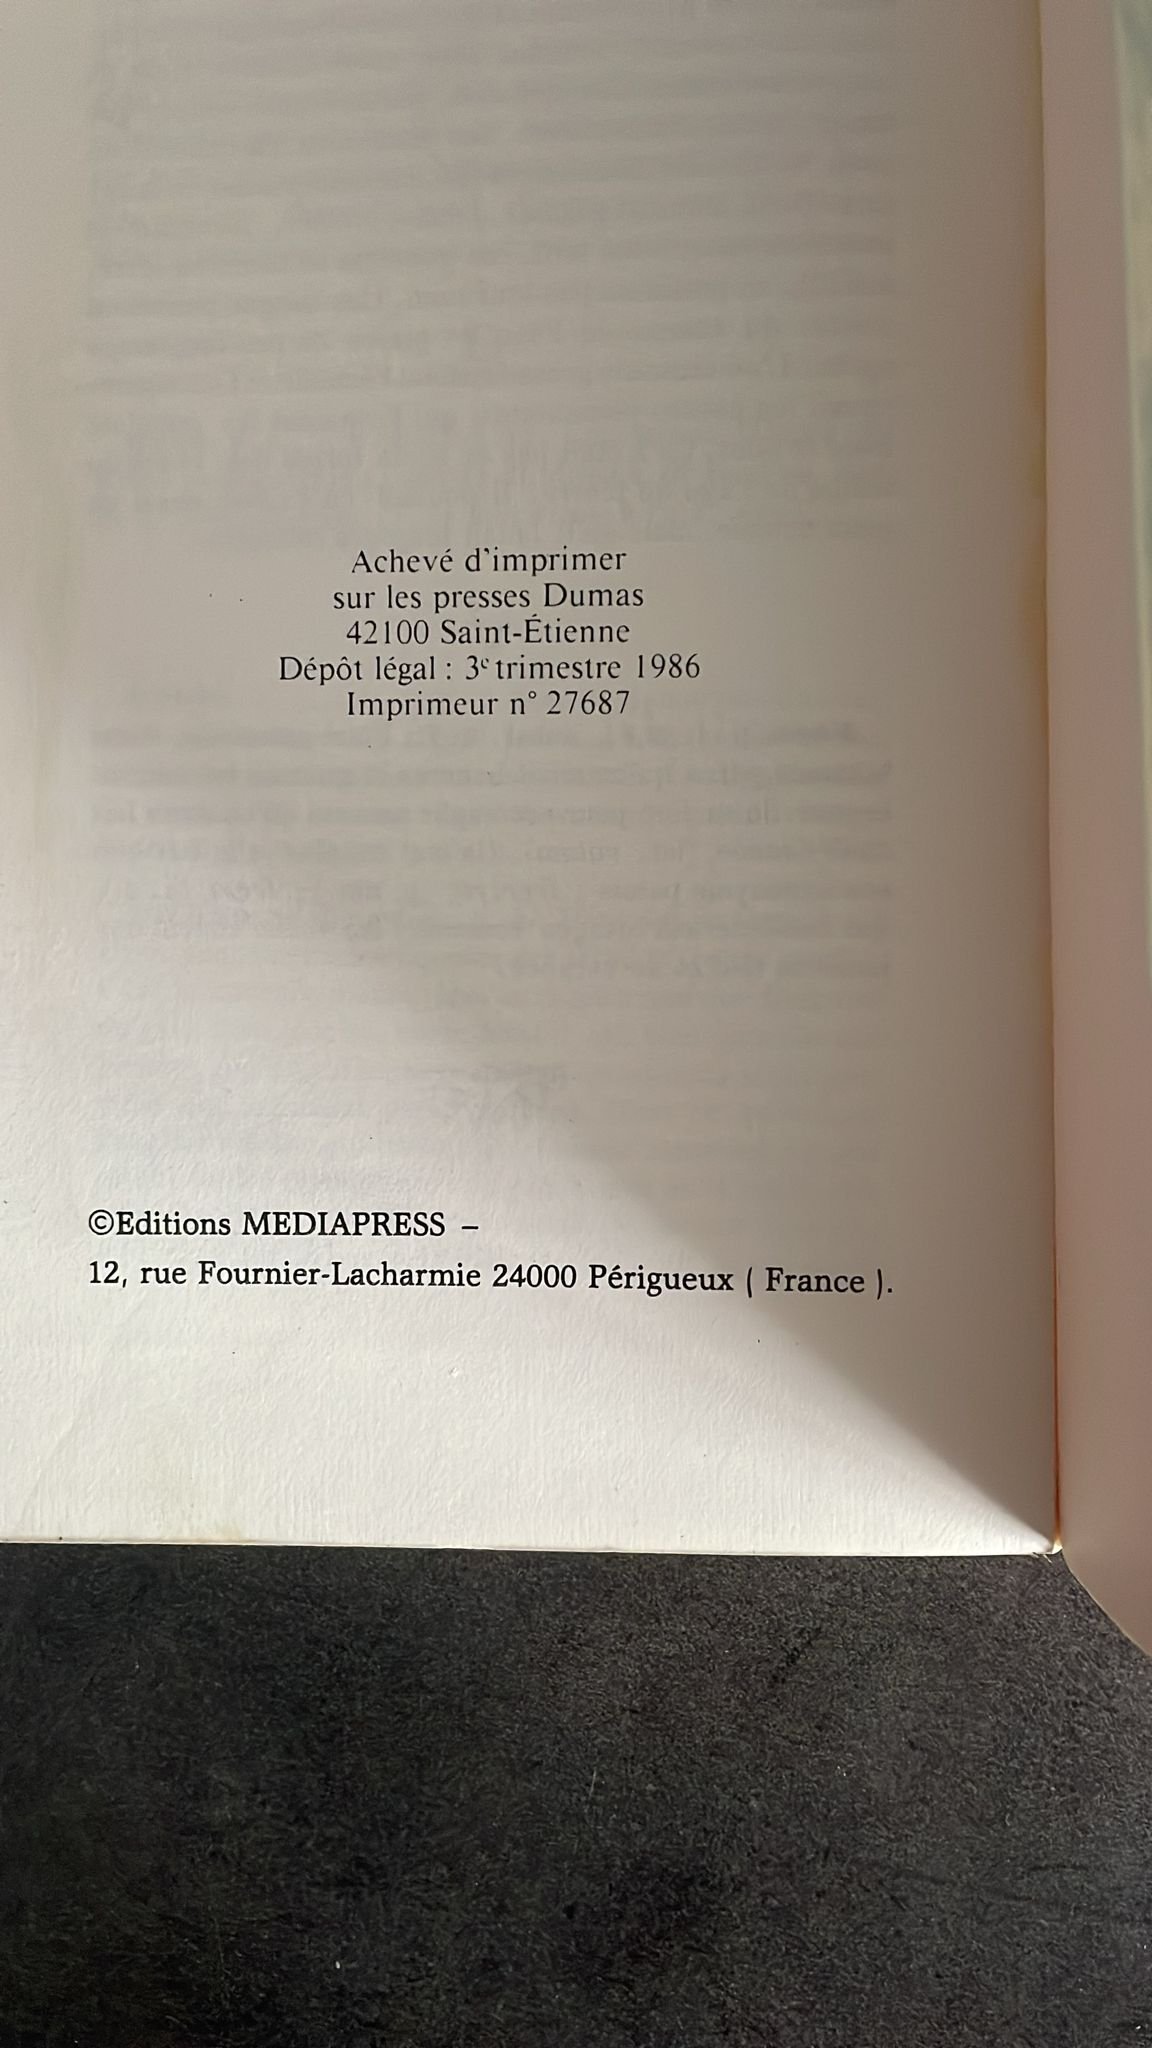 Achevé d'imprimer
sur les presses Dumas
42100 Saint-Étienne
Dépôt légal : 3e trimestre 1986
Imprimeur n° 27687
©Editions MEDIAPRESS –
12, rue Fournier-Lacharmie 24000 Périgueux ( France ).